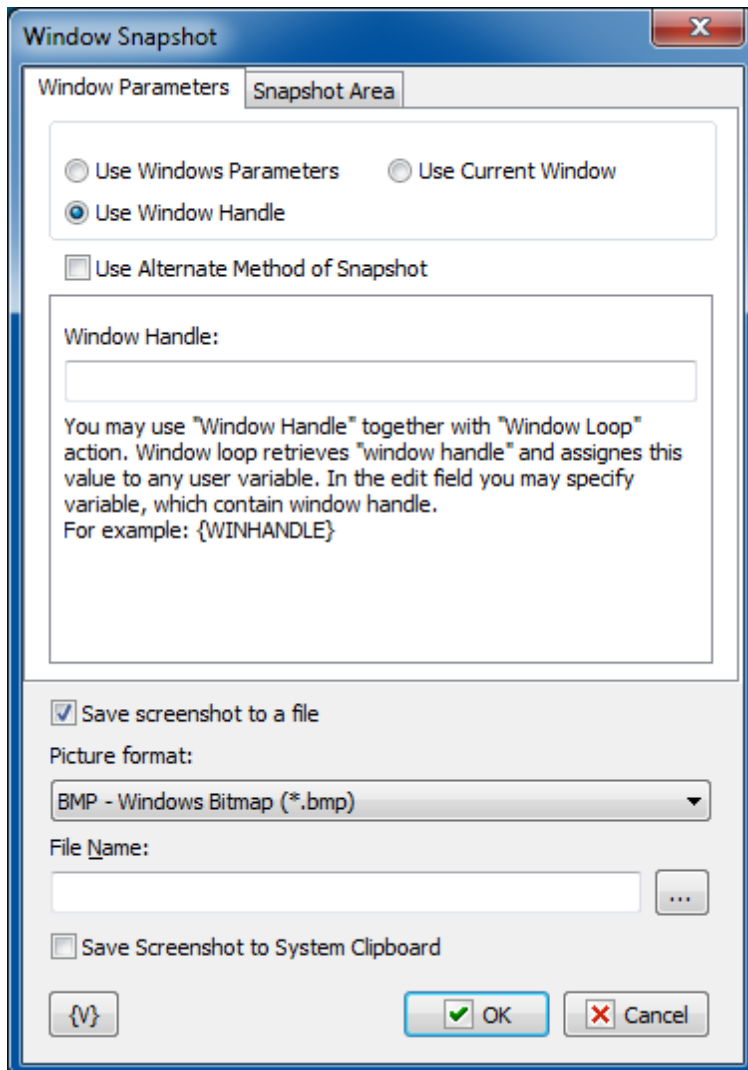 Window Snapshot
Window Parameters
Snapshot Area
Use Windows Parameters
Use Current Window
Use Window Handle
Use Alternate Method of Snapshot
Window Handle:
You may use "Window Handle" together with "Window Loop"
action. Window loop retrieves "window handle" and assignes this
value to any user variable. In the edit field you may specify
variable, which contain window handle.
For example: {WINHANDLE}
Save screenshot to a file
Picture format:
BMP - Windows Bitmap (*.bmp)
File Name:
...
Save Screenshot to System Clipboard
{V}
OK
Cancel